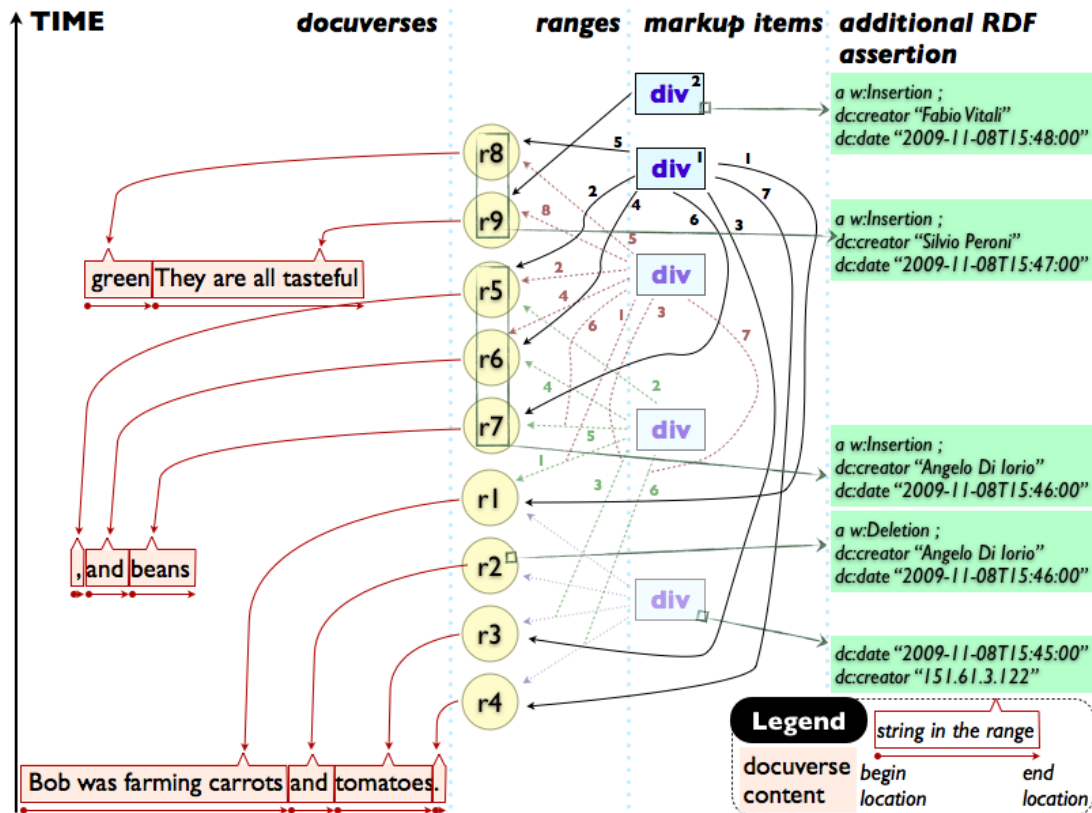 TIME docuverses ranges markup items additional RDF
assertion
div 2
a w:Insertion ;
dc:creator “Fabio Vitali”
dc:date “2009-11-08T15:48:00”
r8
5
div 1
1
2
4
6
7
3
8
5
r9
a w:Insertion ;
dc:creator “Silvio Peroni”
dc:date “2009-11-08T15:47:00”
green They are all tasteful
r5
2
div
4
6
1
3
7
r6
2
4
r7
div
5
1
3
6
a w:Insertion ;
dc:creator “Angelo Di Iorio”
dc:date “2009-11-08T15:46:00”
r1
a w:Deletion ;
dc:creator “Angelo Di Iorio”
dc:date “2009-11-08T15:46:00”
, and beans
r2
div
r3
dc:date “2009-11-08T15:45:00”
dc:creator “151.61.3.122”
r4
Legend
string in the range
docuverse
content
begin
location
end
location
Bob was farming carrots and tomatoes .